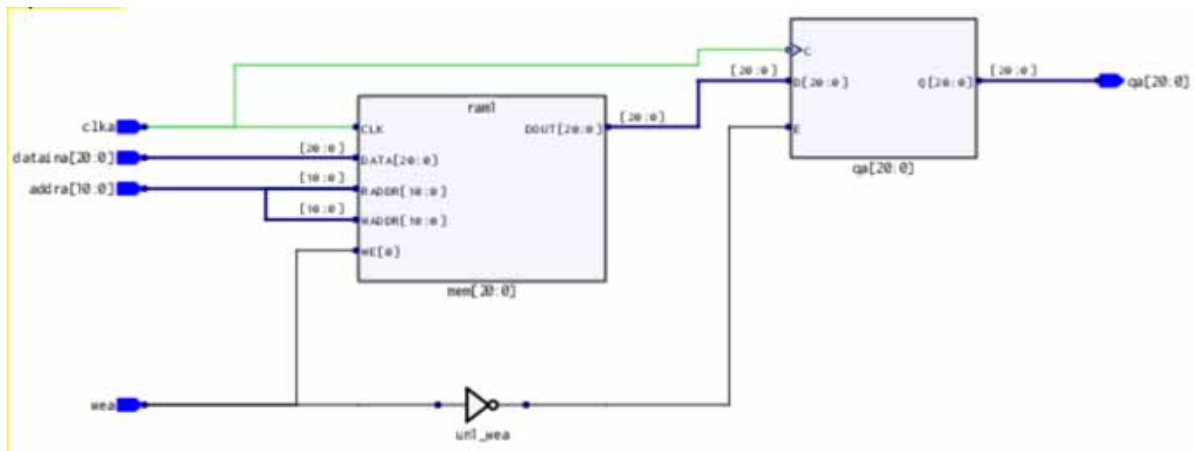 [20:0]
C
[20:0]
D[20:0]
Q[20:0]
qa[20:0]
ram1
[20:0]
clka
CLK
DOUT[20:0]
E
dataina[20:0]
[20:0]
DATA[20:0]
qa[20:0]
addra[10:0]
[10:0]
RADDR[10:0]
[10:0]
WADDR[10:0]
WE[0]
mem[20:0]
wea
un1_wea